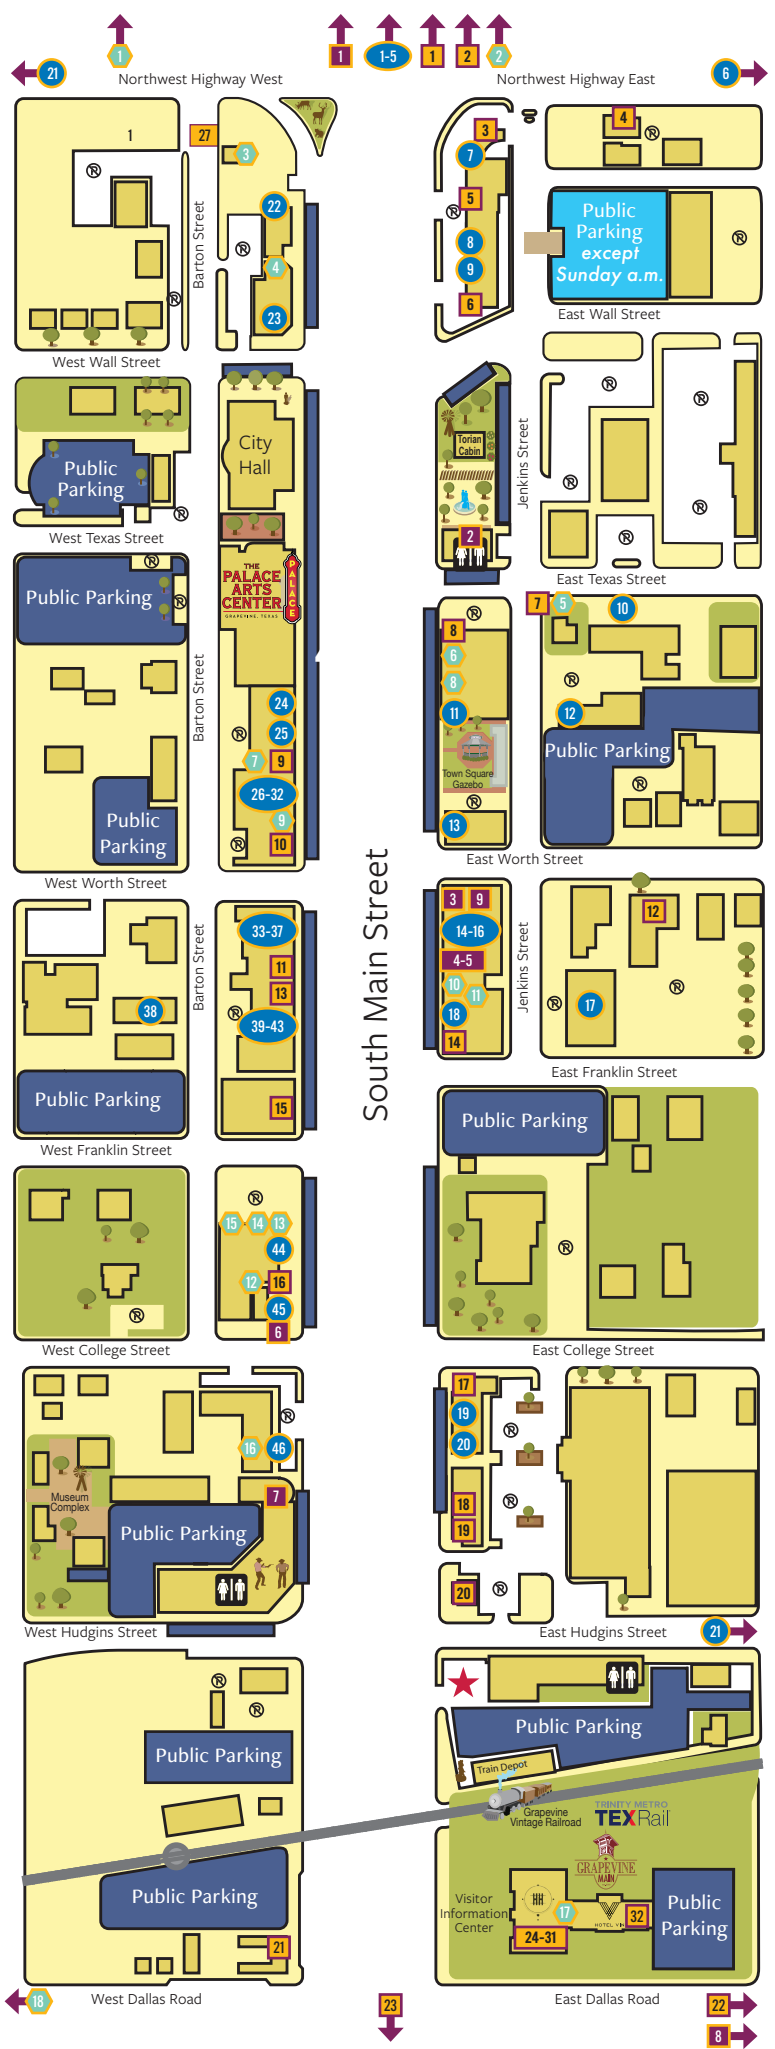 1
1
1-5
1
2
2
21
6
Northwest Highway West
Northwest Highway East
1
27
3
22
4
23
Barton Street
West Wall Street
3
7
5
8
9
6
4
Public
Parking
except
Sunday a.m.
East Wall Street
City
Hall
Public
Parking
West Texas Street
Torian
Cabin
2
Jenkins Street
East Texas Street
Public Parking
THE
PALACE
ARTS
CENTER
GRAPEVINE, TEXAS
PALACE
Barton Street
24
25
7
9
26-32
9
10
Public
Parking
West Worth Street
8
6
8
11
Town Square
Gazebo
13
7
5
10
12
Public Parking
East Worth Street
South Main Street
Barton Street
33-37
11
13
38
39-43
Public Parking
15
West Franklin Street
3
9
14-16
4-5
10
11
18
14
Jenkins Street
12
17
East Franklin Street
15
14
13
44
12
16
45
6
West College Street
Public Parking
East College Street
16
46
7
Museum
Complex
Public Parking
West Hudgins Street
17
19
20
18
19
20
East Hudgins Street
21
Public Parking
Public Parking
21
West Dallas Road
18
Public Parking
Train Depot
Grapevine
Vintage Railroad
TRINITY METRO
TEXRail
GRAPEVINE
MAIN
Visitor
Information
Center
17
HOTEL VIN
32
24-31
Public
Parking
East Dallas Road
23
22
8